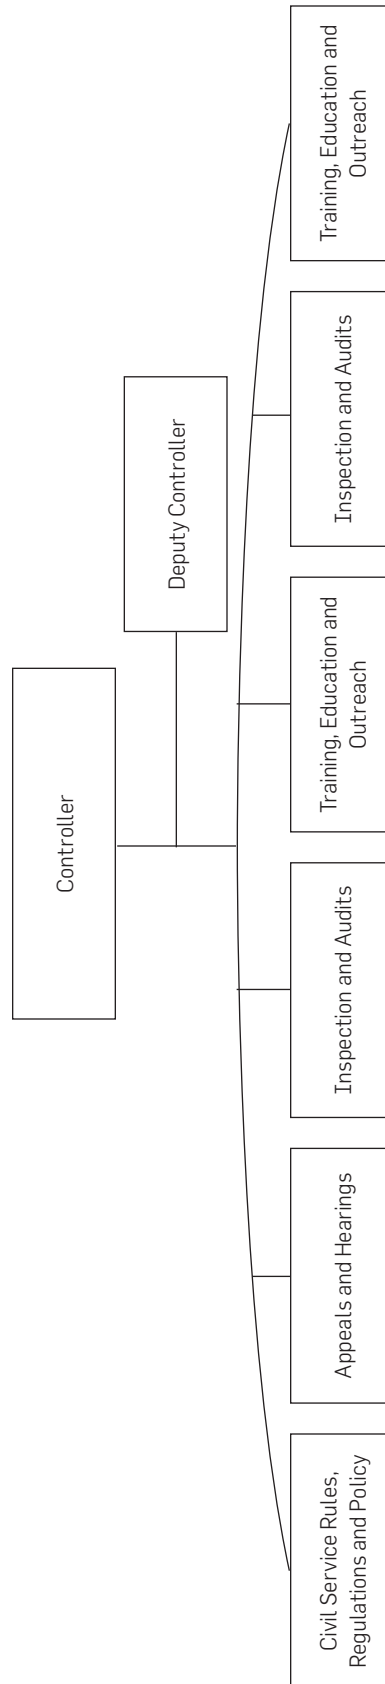 Controller
Deputy Controller
Civil Service Rules,
Regulations and Policy
Appeals and Hearings
Inspection and Audits
Training, Education and
Outreach
Inspection and Audits
Training, Education and
Outreach